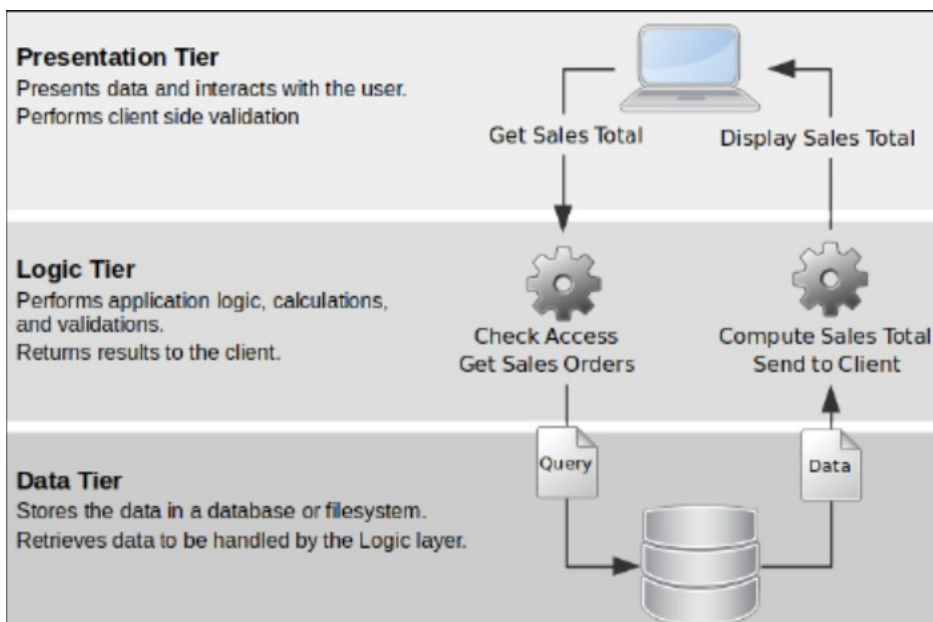 Presentation Tier
Presents data and interacts with the user.
Performs client side validation
Get Sales Total
Display Sales Total
Logic Tier
Performs application logic, calculations,
and validations.
Returns results to the client.
Check Access
Get Sales Orders
Compute Sales Total
Send to Client
Data Tier
Stores the data in a database or filesystem.
Retrieves data to be handled by the Logic layer.
Query
Data